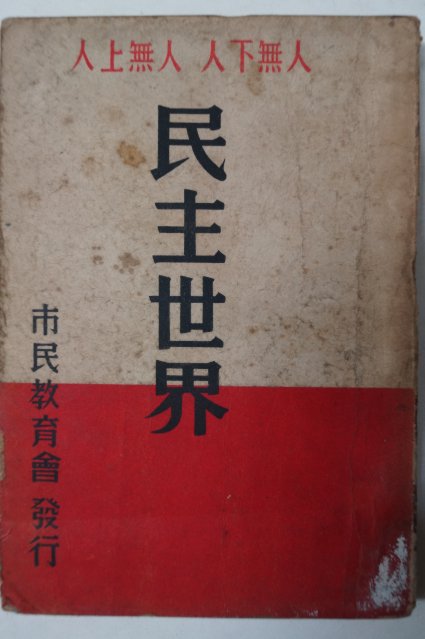 人上無人 人下無人
民主世界
市民教育會 發行